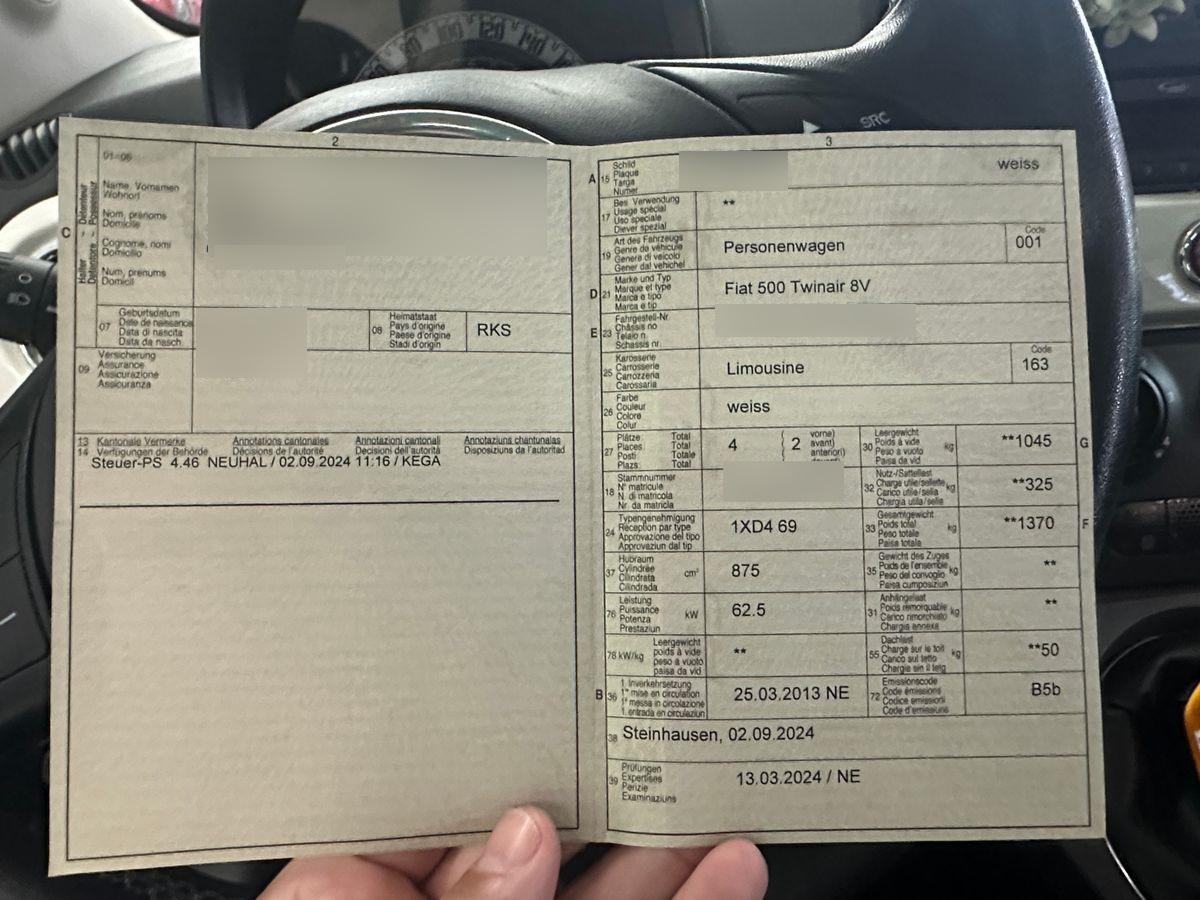 80 100 120 140
SRC
2
C
Halter - Détenteur
Detentore - Possessur
01-06
Name, Vornamen
Wohnort
Nom, prénoms
Domicile
Cognome, nomi
Domicilio
Num, prenums
Domicil
07
Geburtsdatum
Date de naissance
Data di nascita
Data da nasch.
08
Heimatstaat
Pays d'origine
Paese d'origine
Stadi d'origin
RKS
09
Versicherung
Assurance
Assicurazione
Assicuranza
13 Kantonale Vermerke Annotations cantonales Annotazioni cantonali Annotaziuns chantunalas
14 Verfügungen der Behörde Décisions de l'autorité Decisioni dell'autorità Disposiziuns da l'autoritad
Steuer-PS 4.46 NEUHAL / 02.09.2024 11:16 / KEGA
3
A 15
Schild
Plaque
Targa
Numer
weiss
17
Bes. Verwendung
Usage spécial
Uso speciale
Diever spezial
**
19
Art des Fahrzeugs
Genre de véhicule
Genere di veicolo
Gener dal vehichel
Personenwagen
Code
001
D 21
Marke und Typ
Marque et type
Marca e tipo
Marca e tip
Fiat 500 Twinair 8V
E 23
Fahrgestell-Nr.
Châssis no
Telaio n.
Schassis nr.
25
Karosserie
Carrosserie
Carrozzeria
Carossaria
Limousine
Code
163
26
Farbe
Couleur
Colore
Colur
weiss
27
Plätze Total
Places Total
Posti Totale
Plazs: Total
4 { 2
vorne)
avant)
anteriori)
30
Leergewicht
Poids à vide
Peso a vuoto
Paisa da vid
kg
**1045
G
18
Stammnummer
N° matricule
N. di matricola
Nr. da matricla
32
Nutz-/Sattellast
Charge utile/sellette
Carico utile/sella
Chargia utila/sella
kg
**325
24
Typengenehmigung
Réception par type
Approvazione del tipo
Approvaziun dal tip
1XD4 69
33
Gesamtgewicht
Poids total
Peso totale
Paisa totala
kg
**1370
F
37
Hubraum
Cylindrée
Cilindrata
Cilindrada
cm³
875
35
Gewicht des Zuges
Poids de l'ensemble
Peso del convoglio
Paisa cumposiziun
kg
**
76
Leistung
Puissance
Potenza
Prestaziun
kW
62.5
31
Anhängelast
Poids remorquable
Carico rimorchiato
Chargia annexa
kg
**
78 kW/kg
Leergewicht
poids à vide
peso a vuoto
paisa da vid
**
55
Dachlast
Charge sur le toit
Carico sul tetto
Chargia sin il tetg
kg
**50
B 36
1. Inverkehrsetzung
1re mise en circulation
1a messa in circolazione
1. entrada en circulaziun
25.03.2013 NE
72
Emissionscode
Code émissions
Codice emissioni
Code d'emissiuns
B5b
38 Steinhausen, 02.09.2024
39
Prüfungen
Expertises
Perizie
Examinaziuns
13.03.2024 / NE